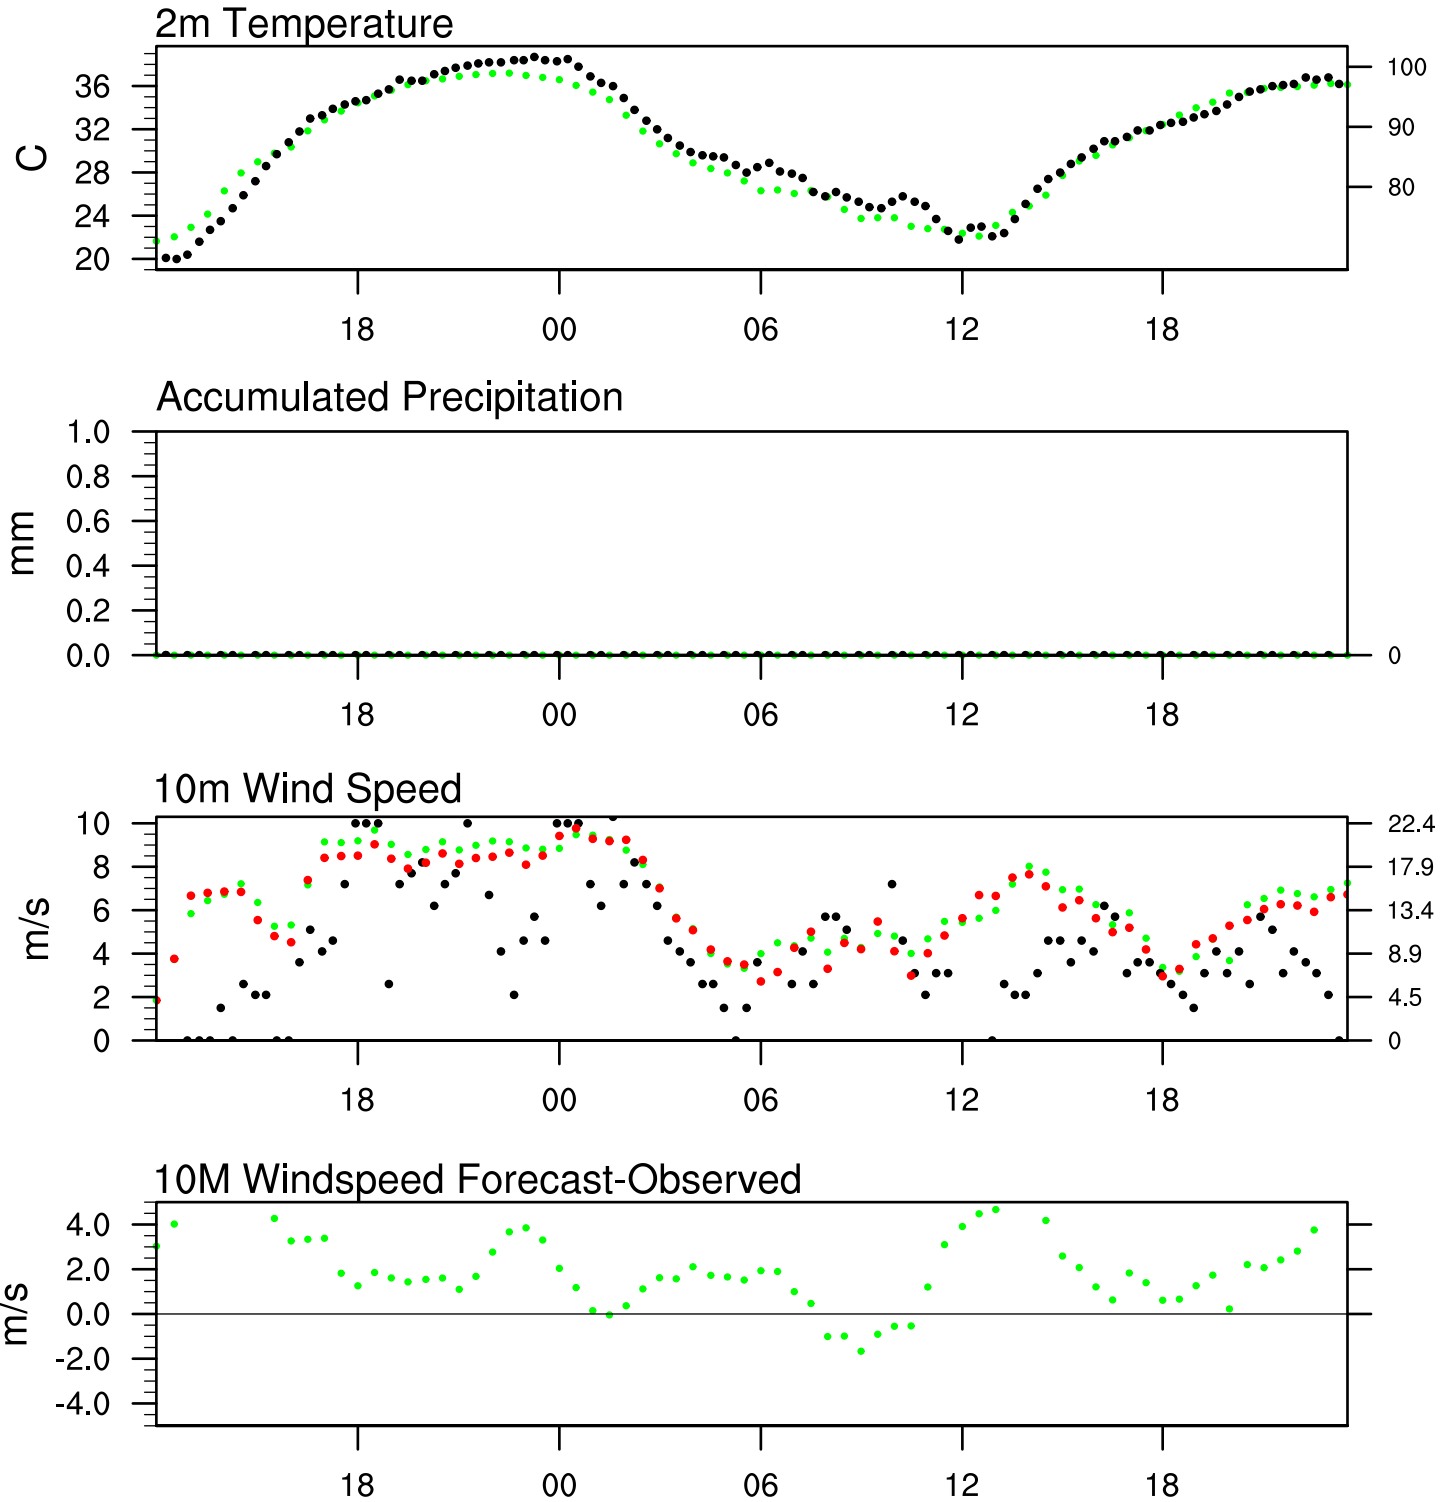 2m Temperature
36
32
28
24
20
C
100
90
80
18 00 06 12 18
Accumulated Precipitation
1.0
0.8
0.6
0.4
0.2
0.0
mm
0
18 00 06 12 18
10m Wind Speed
10
8
6
4
2
0
m/s
22.4
17.9
13.4
8.9
4.5
0
18 00 06 12 18
10M Windspeed Forecast-Observed
4.0
2.0
0.0
-2.0
-4.0
m/s
18 00 06 12 18